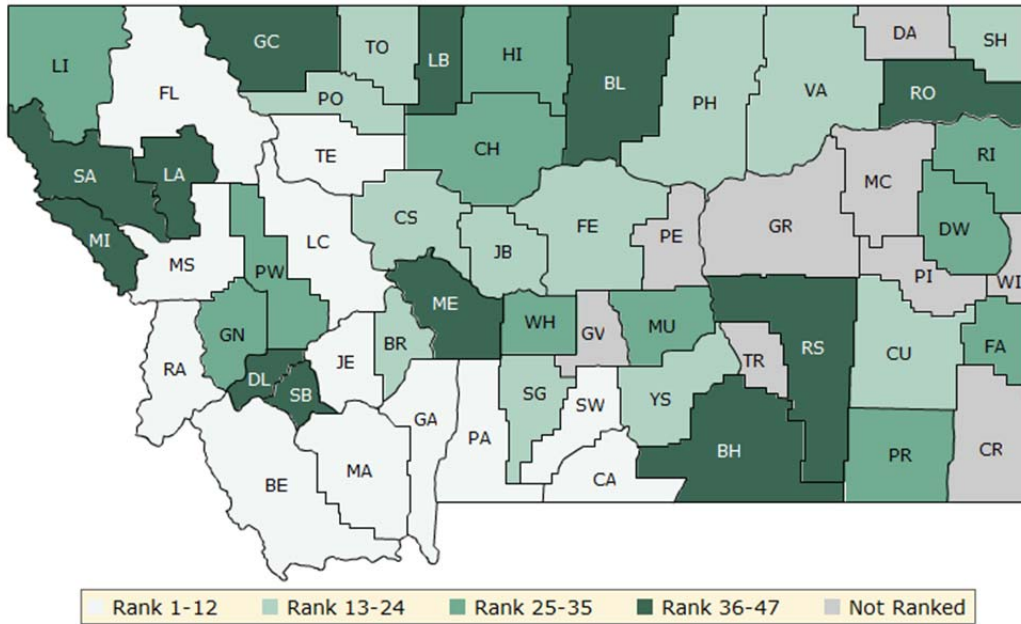 GC TO LB HI BL DA SH
LI FL PO PH VA RO
TE CH RI
SA LA MC
CS FE GR DW
MI MS LC JB PE PI WI
PW ME
GN WH GV MU RS CU FA
RA JE BR TR
DL SB SG SW YS
GA PA BH PR CR
BE MA CA
Rank 1-12 Rank 13-24 Rank 25-35 Rank 36-47 Not Ranked